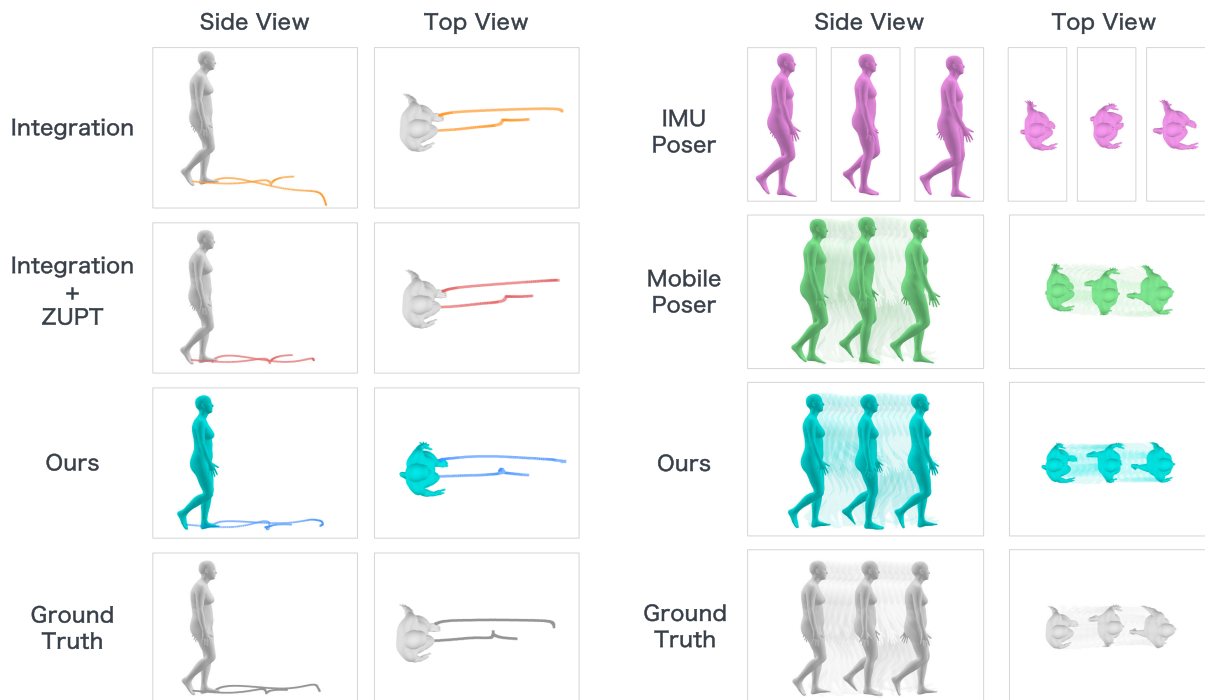 Side View
Top View
Side View
Top View
Integration
IMU
Poser
Integration
+
ZUPT
Mobile
Poser
Ours
Ours
Ground
Truth
Ground
Truth